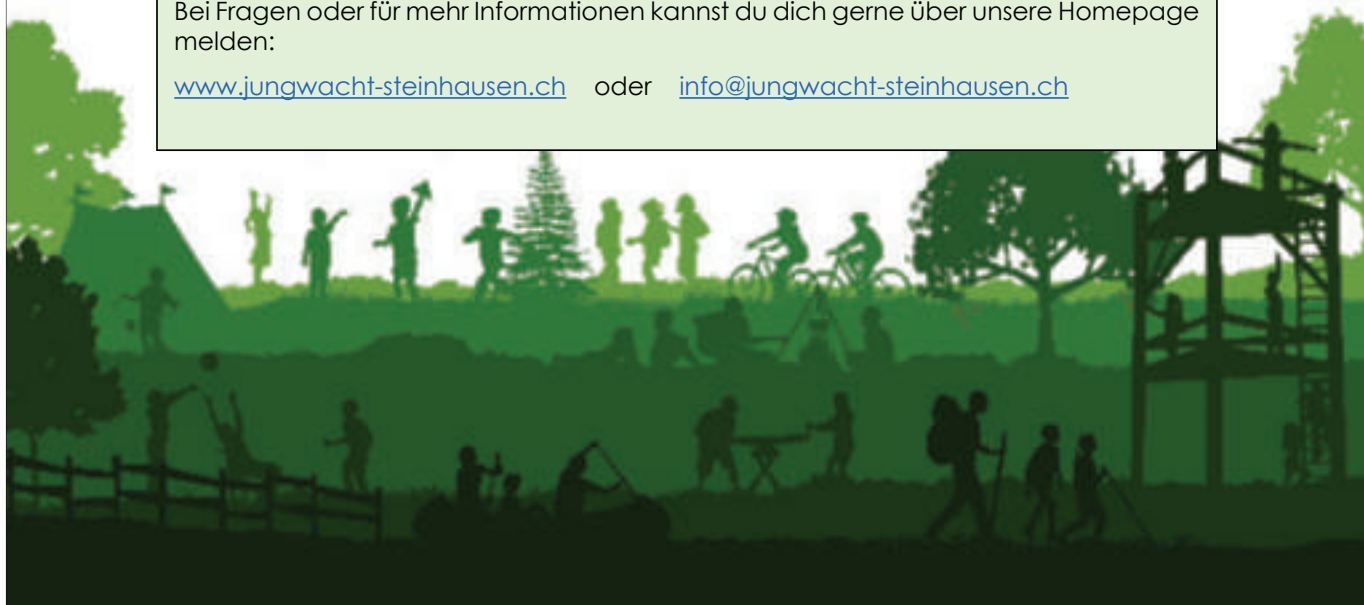 Bei Fragen oder für mehr Informationen kannst du dich gerne über unsere Homepage
melden:
www.jungwacht-steinhausen.ch oder info@jungwacht-steinhausen.ch